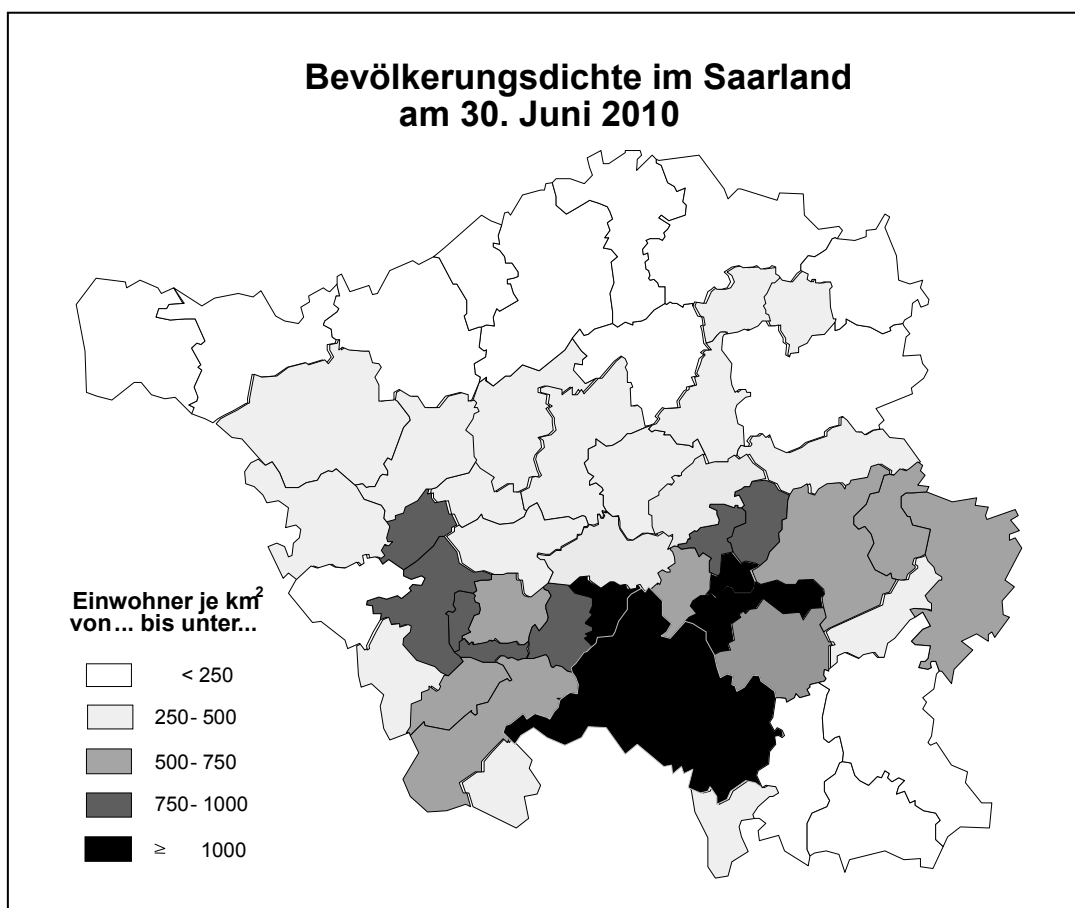 Bevölkerungsdichte im Saarland
am 30. Juni 2010
Einwohner je km²
von ... bis unter...
< 250
250 - 500
500 - 750
750 - 1000
≥ 1000